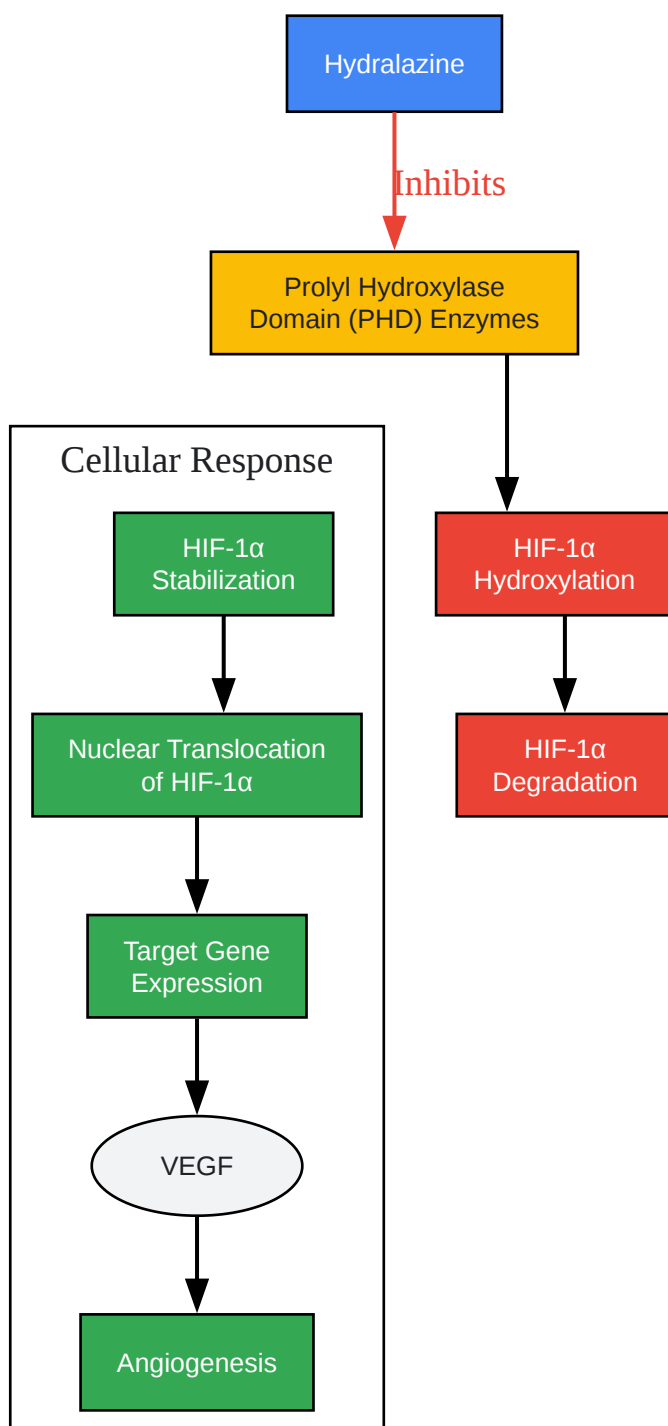 Hydralazine
Inhibits
Prolyl Hydroxylase
Domain (PHD) Enzymes
Cellular Response
HIF-1α
Stabilization
HIF-1α
Hydroxylation
Nuclear Translocation
of HIF-1α
HIF-1α
Degradation
Target Gene
Expression
VEGF
Angiogenesis